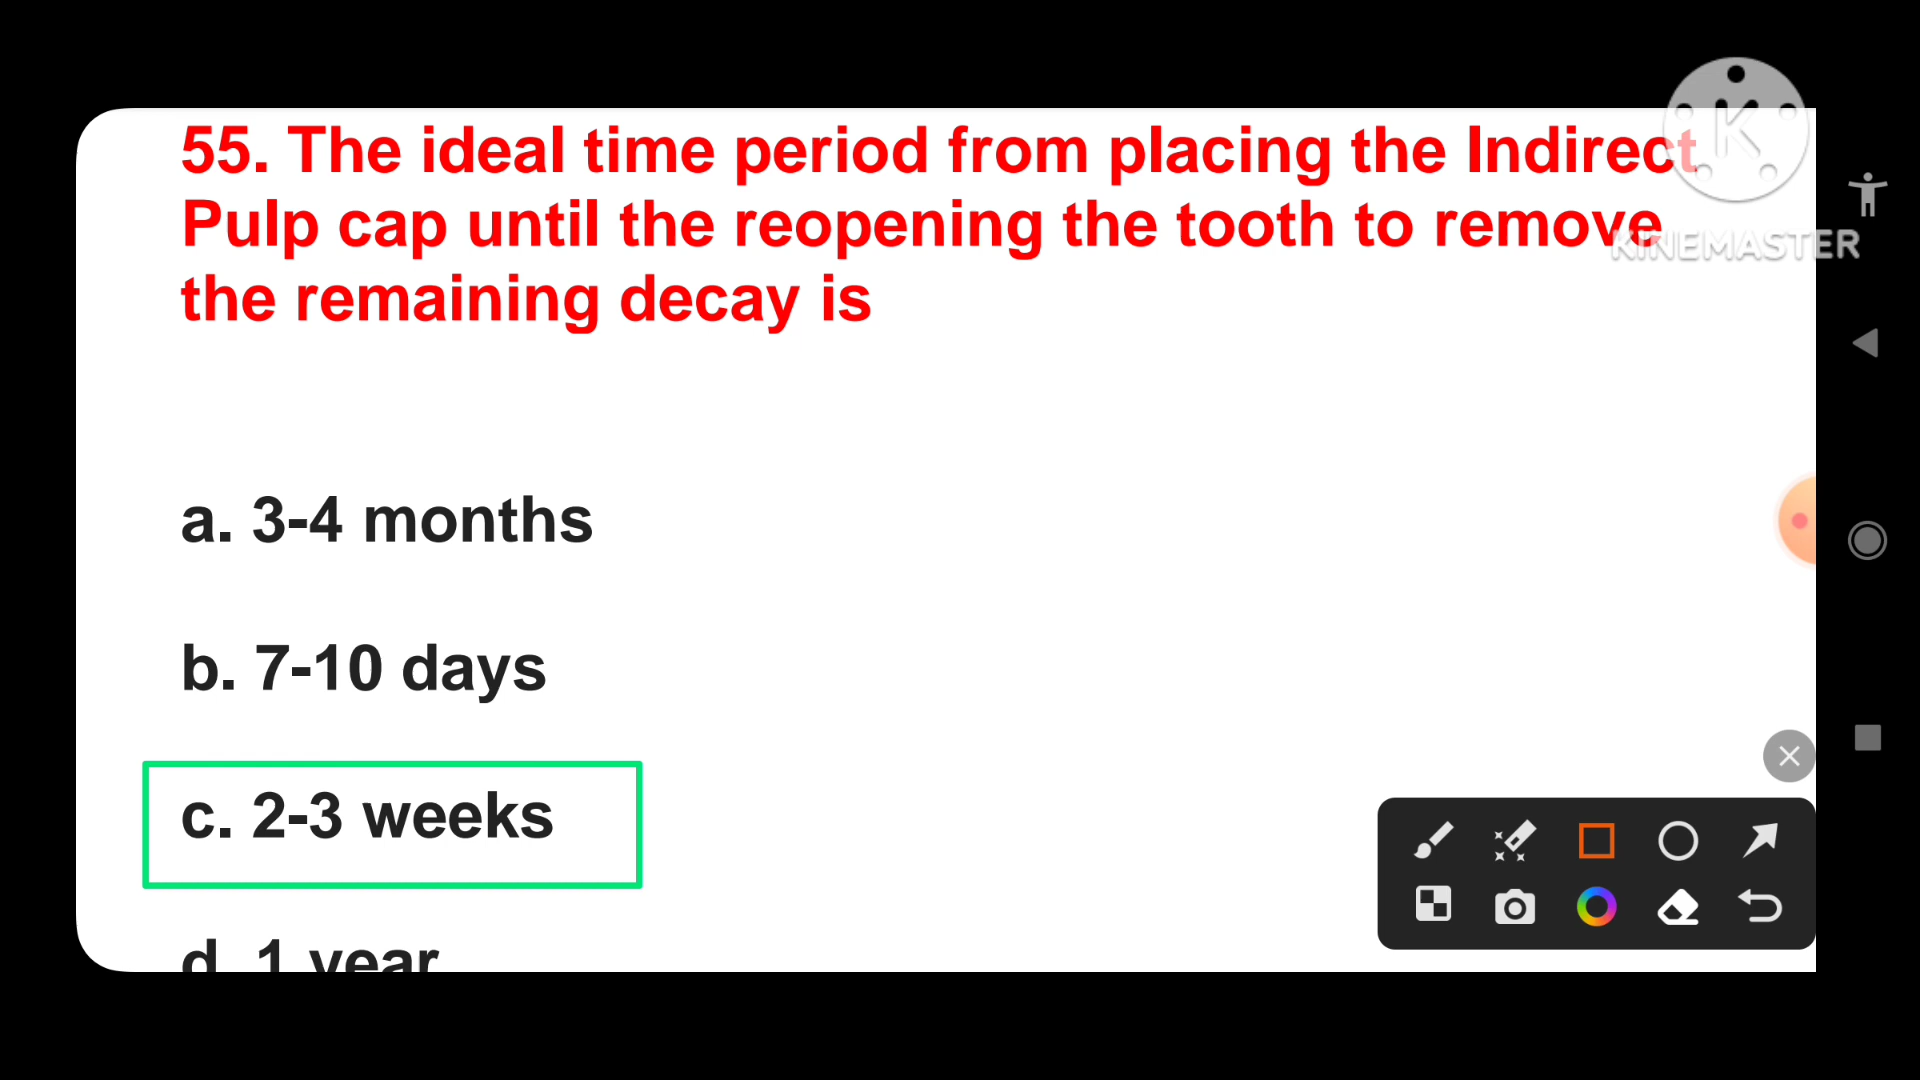 55. The ideal time period from placing the Indirect
Pulp cap until the reopening the tooth to remove
the remaining decay is
a. 3-4 months
b. 7-10 days
c. 2-3 weeks
d. 1 year
K
KINEMASTER